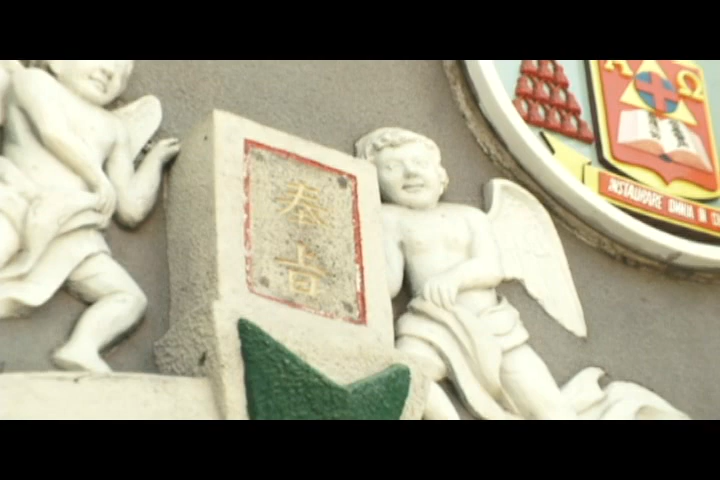 奉旨
Α Ω
INSTAURARE OMNIA IN